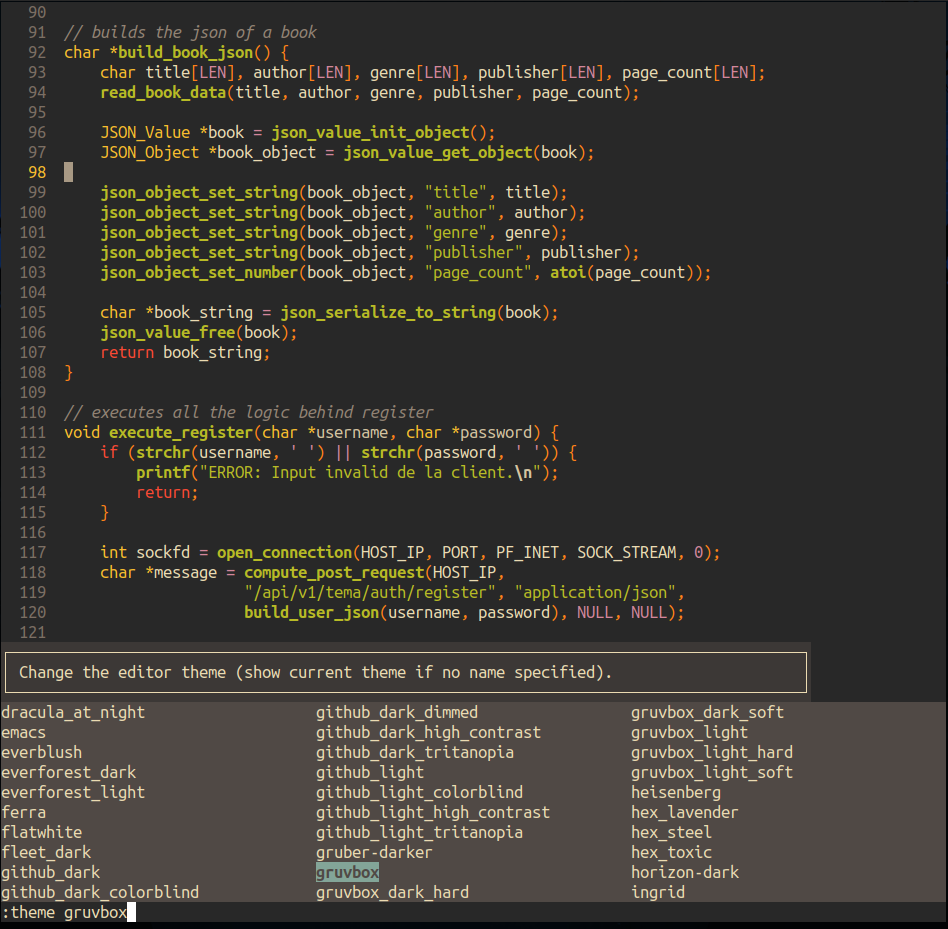 90
91 // builds the json of a book
92 char *build_book_json() {
93     char title[LEN], author[LEN], genre[LEN], publisher[LEN], page_count[LEN];
94     read_book_data(title, author, genre, publisher, page_count);
95
96     JSON_Value *book = json_value_init_object();
97     JSON_Object *book_object = json_value_get_object(book);
98
99     json_object_set_string(book_object, "title", title);
100     json_object_set_string(book_object, "author", author);
101     json_object_set_string(book_object, "genre", genre);
102     json_object_set_string(book_object, "publisher", publisher);
103     json_object_set_number(book_object, "page_count", atoi(page_count));
104
105     char *book_string = json_serialize_to_string(book);
106     json_value_free(book);
107     return book_string;
108 }
109
110 // executes all the logic behind register
111 void execute_register(char *username, char *password) {
112     if (strchr(username, ' ') || strchr(password, ' ')) {
113         printf("ERROR: Input invalid de la client.\n");
114         return;
115     }
116
117     int sockfd = open_connection(HOST_IP, PORT, PF_INET, SOCK_STREAM, 0);
118     char *message = compute_post_request(HOST_IP,
119                     "/api/v1/tema/auth/register", "application/json",
120                     build_user_json(username, password), NULL, NULL);
121
Change the editor theme (show current theme if no name specified).
dracula_at_night github_dark_dimmed gruvbox_dark_soft
emacs github_dark_high_contrast gruvbox_light
everblush github_dark_tritanopia gruvbox_light_hard
everforest_dark github_light gruvbox_light_soft
everforest_light github_light_colorblind heisenberg
ferra github_light_high_contrast hex_lavender
flatwhite github_light_tritanopia hex_steel
fleet_dark gruber-darker hex_toxic
github_dark gruvbox horizon-dark
github_dark_colorblind gruvbox_dark_hard ingrid
:theme gruvbox